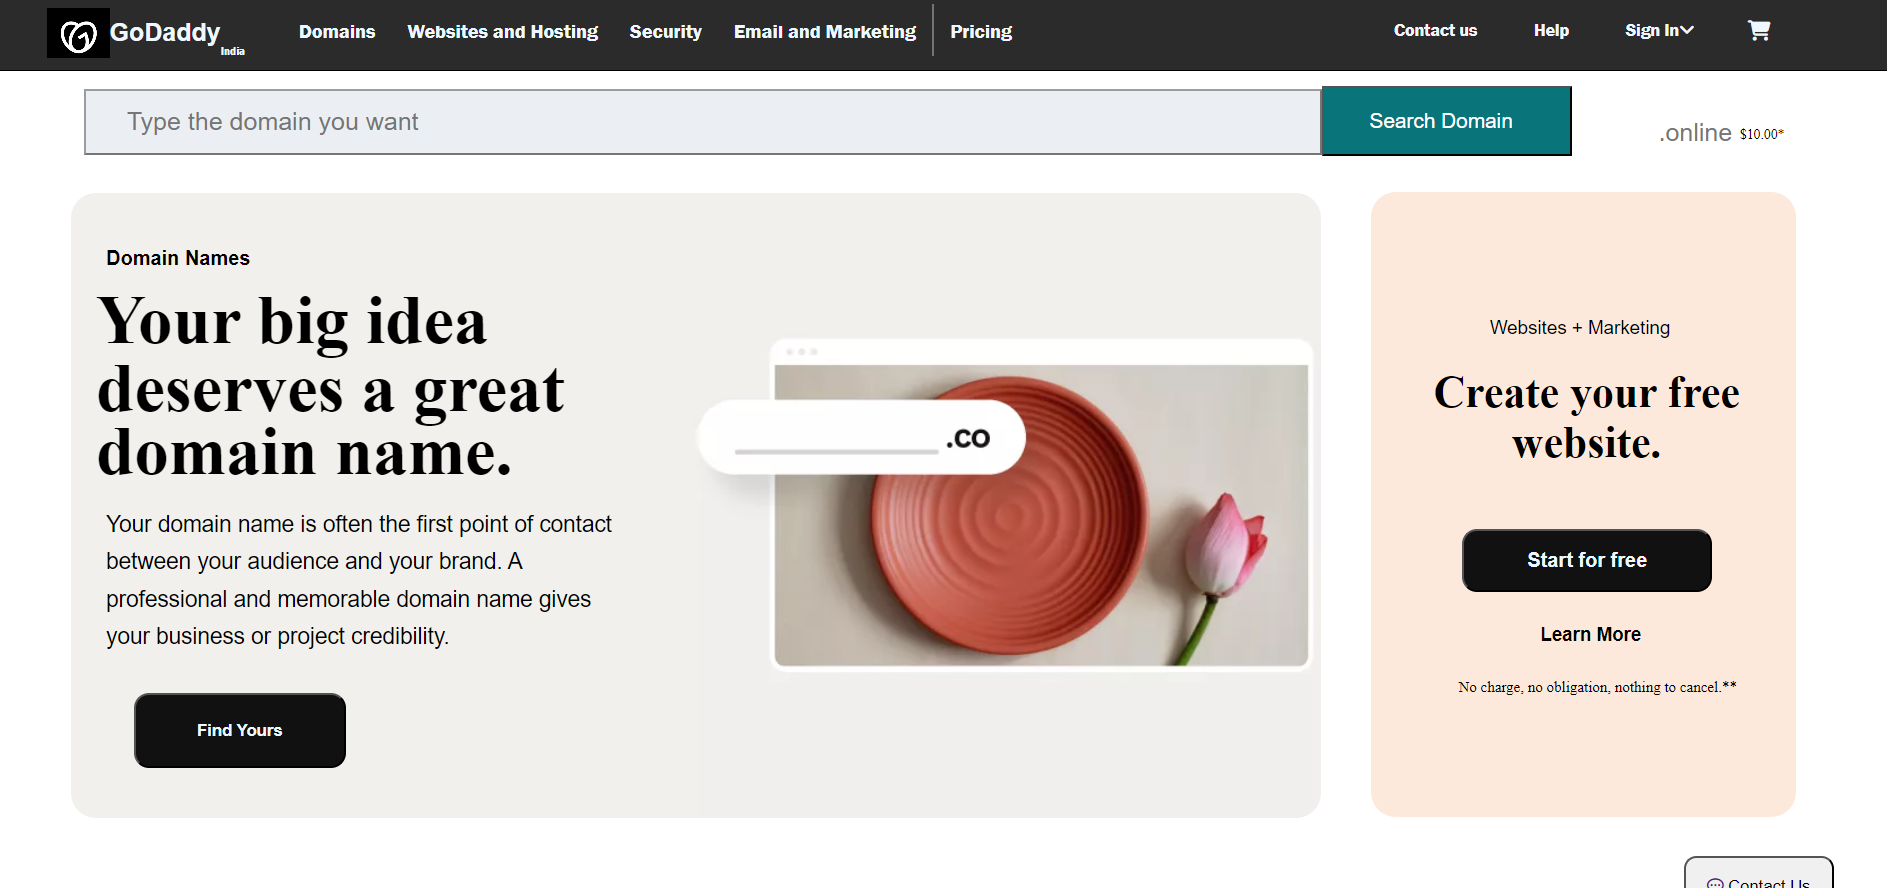 GoDaddy India Domains Websites and Hosting Security Email and Marketing Pricing Contact us Help Sign In
Type the domain you want Search Domain .online $10.00*
Domain Names
Your big idea
deserves a great
domain name.
Your domain name is often the first point of contact
between your audience and your brand. A
professional and memorable domain name gives
your business or project credibility.
Find Yours
.co
Websites + Marketing
Create your free
website.
Start for free
Learn More
No charge, no obligation, nothing to cancel.**
Contact Us